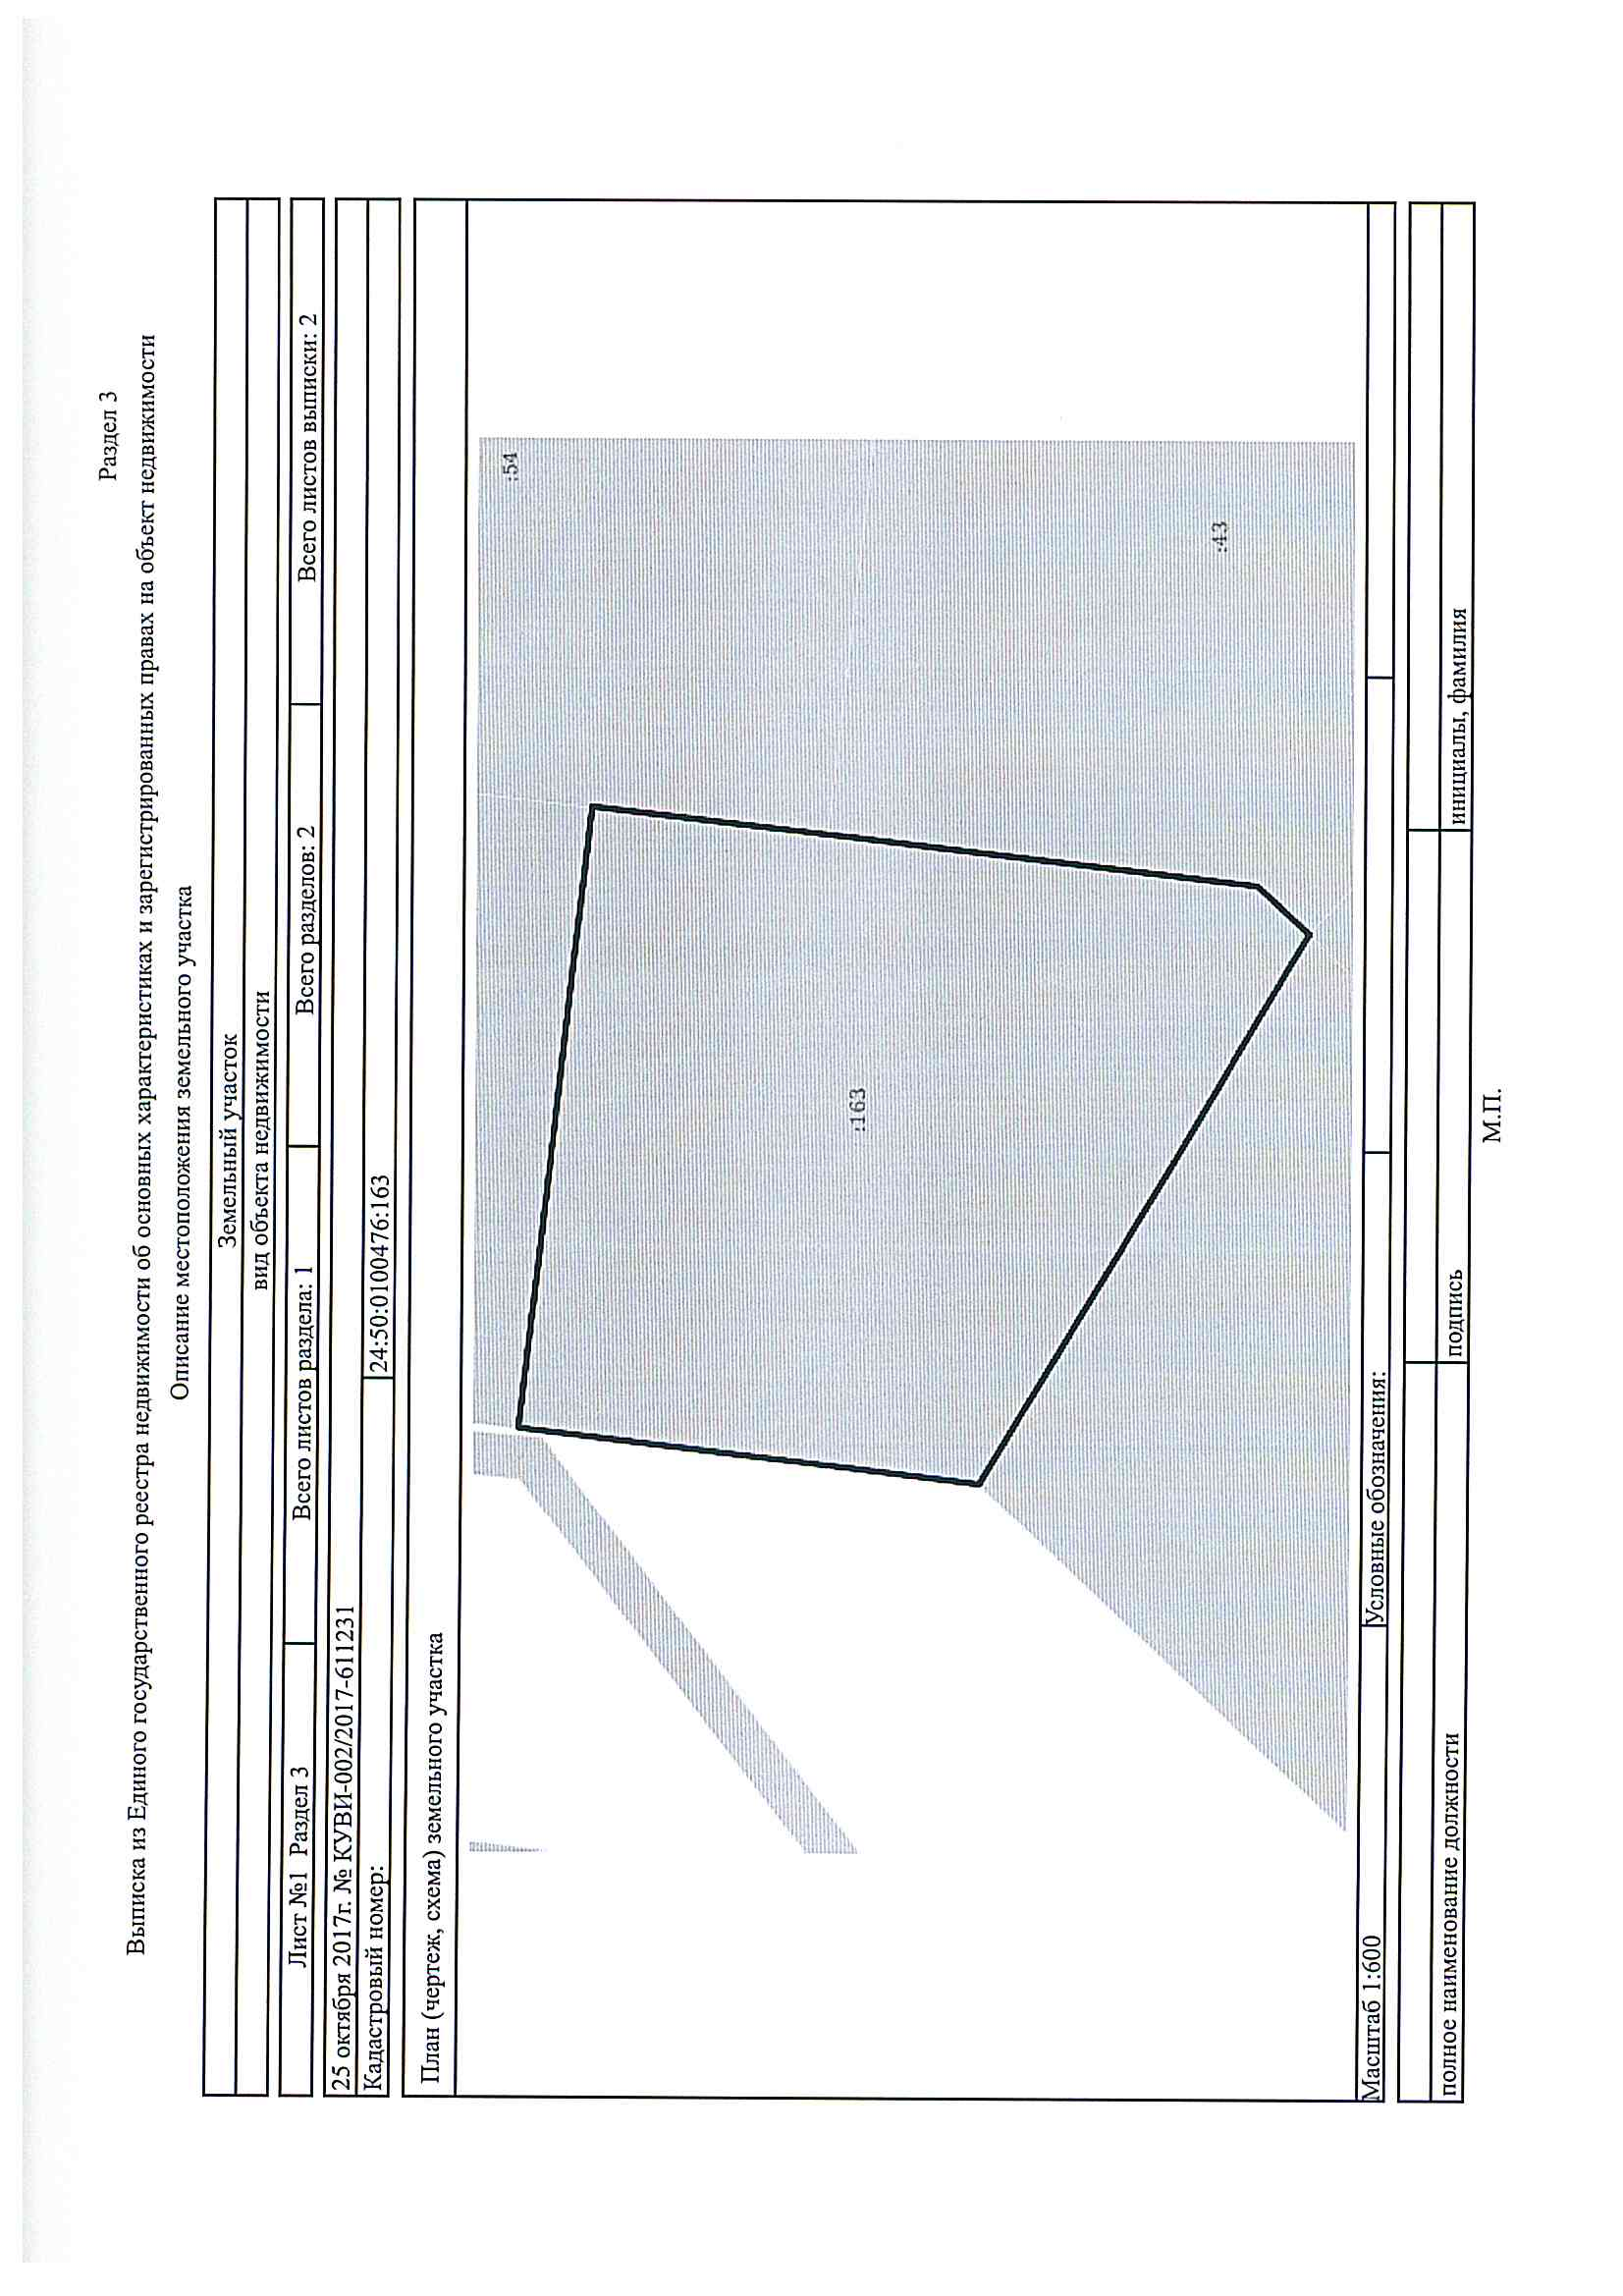 Раздел 3
Выписка из Единого государственного реестра недвижимости об основных характеристиках и зарегистрированных правах на объект недвижимости
Описание местоположения земельного участка
Земельный участок
вид объекта недвижимости
Лист №1 Раздел 3 Всего листов раздела: 1 Всего разделов: 2 Всего листов выписки: 2
25 октября 2017г. № КУВИ-002/2017-611231
Кадастровый номер: 24:50:0100476:163
План (чертеж, схема) земельного участка
:54
:163
:43
Масштаб 1:600 Условные обозначения:
полное наименование должности подпись инициалы, фамилия
М.П.